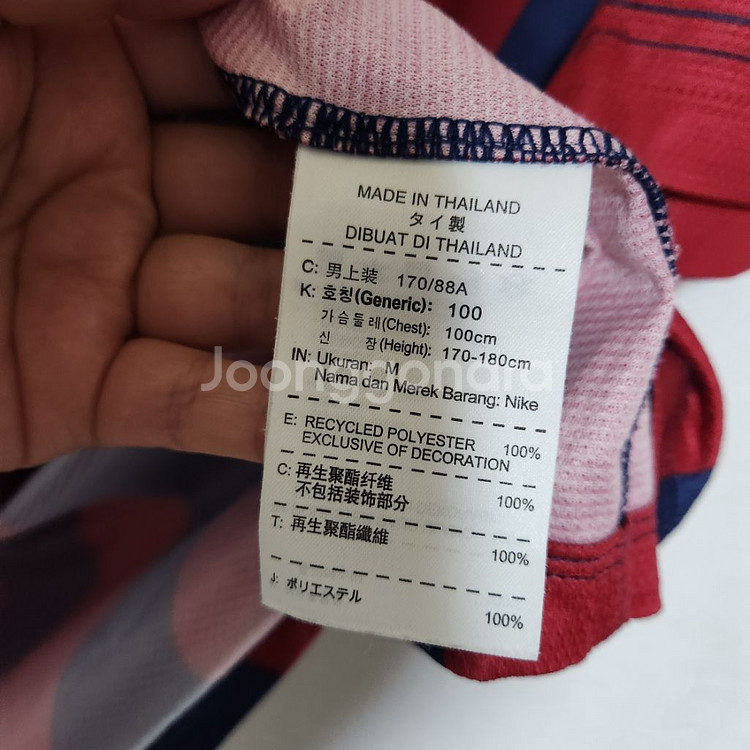 MADE IN THAILAND
タイ製
DIBUAT DI THAILAND
C: 男上装 170/88A
K: 호칭(Generic): 100
가슴둘레(Chest): 100cm
신 장(Height): 170-180cm
IN: Ukuran: M
Nama dan Merek Barang: Nike
Joonggonara
E: RECYCLED POLYESTER 100%
EXCLUSIVE OF DECORATION
C: 再生聚酯纤维 100%
不包括装饰部分
T: 再生聚酯纖維 100%
J: ポリエステル 100%